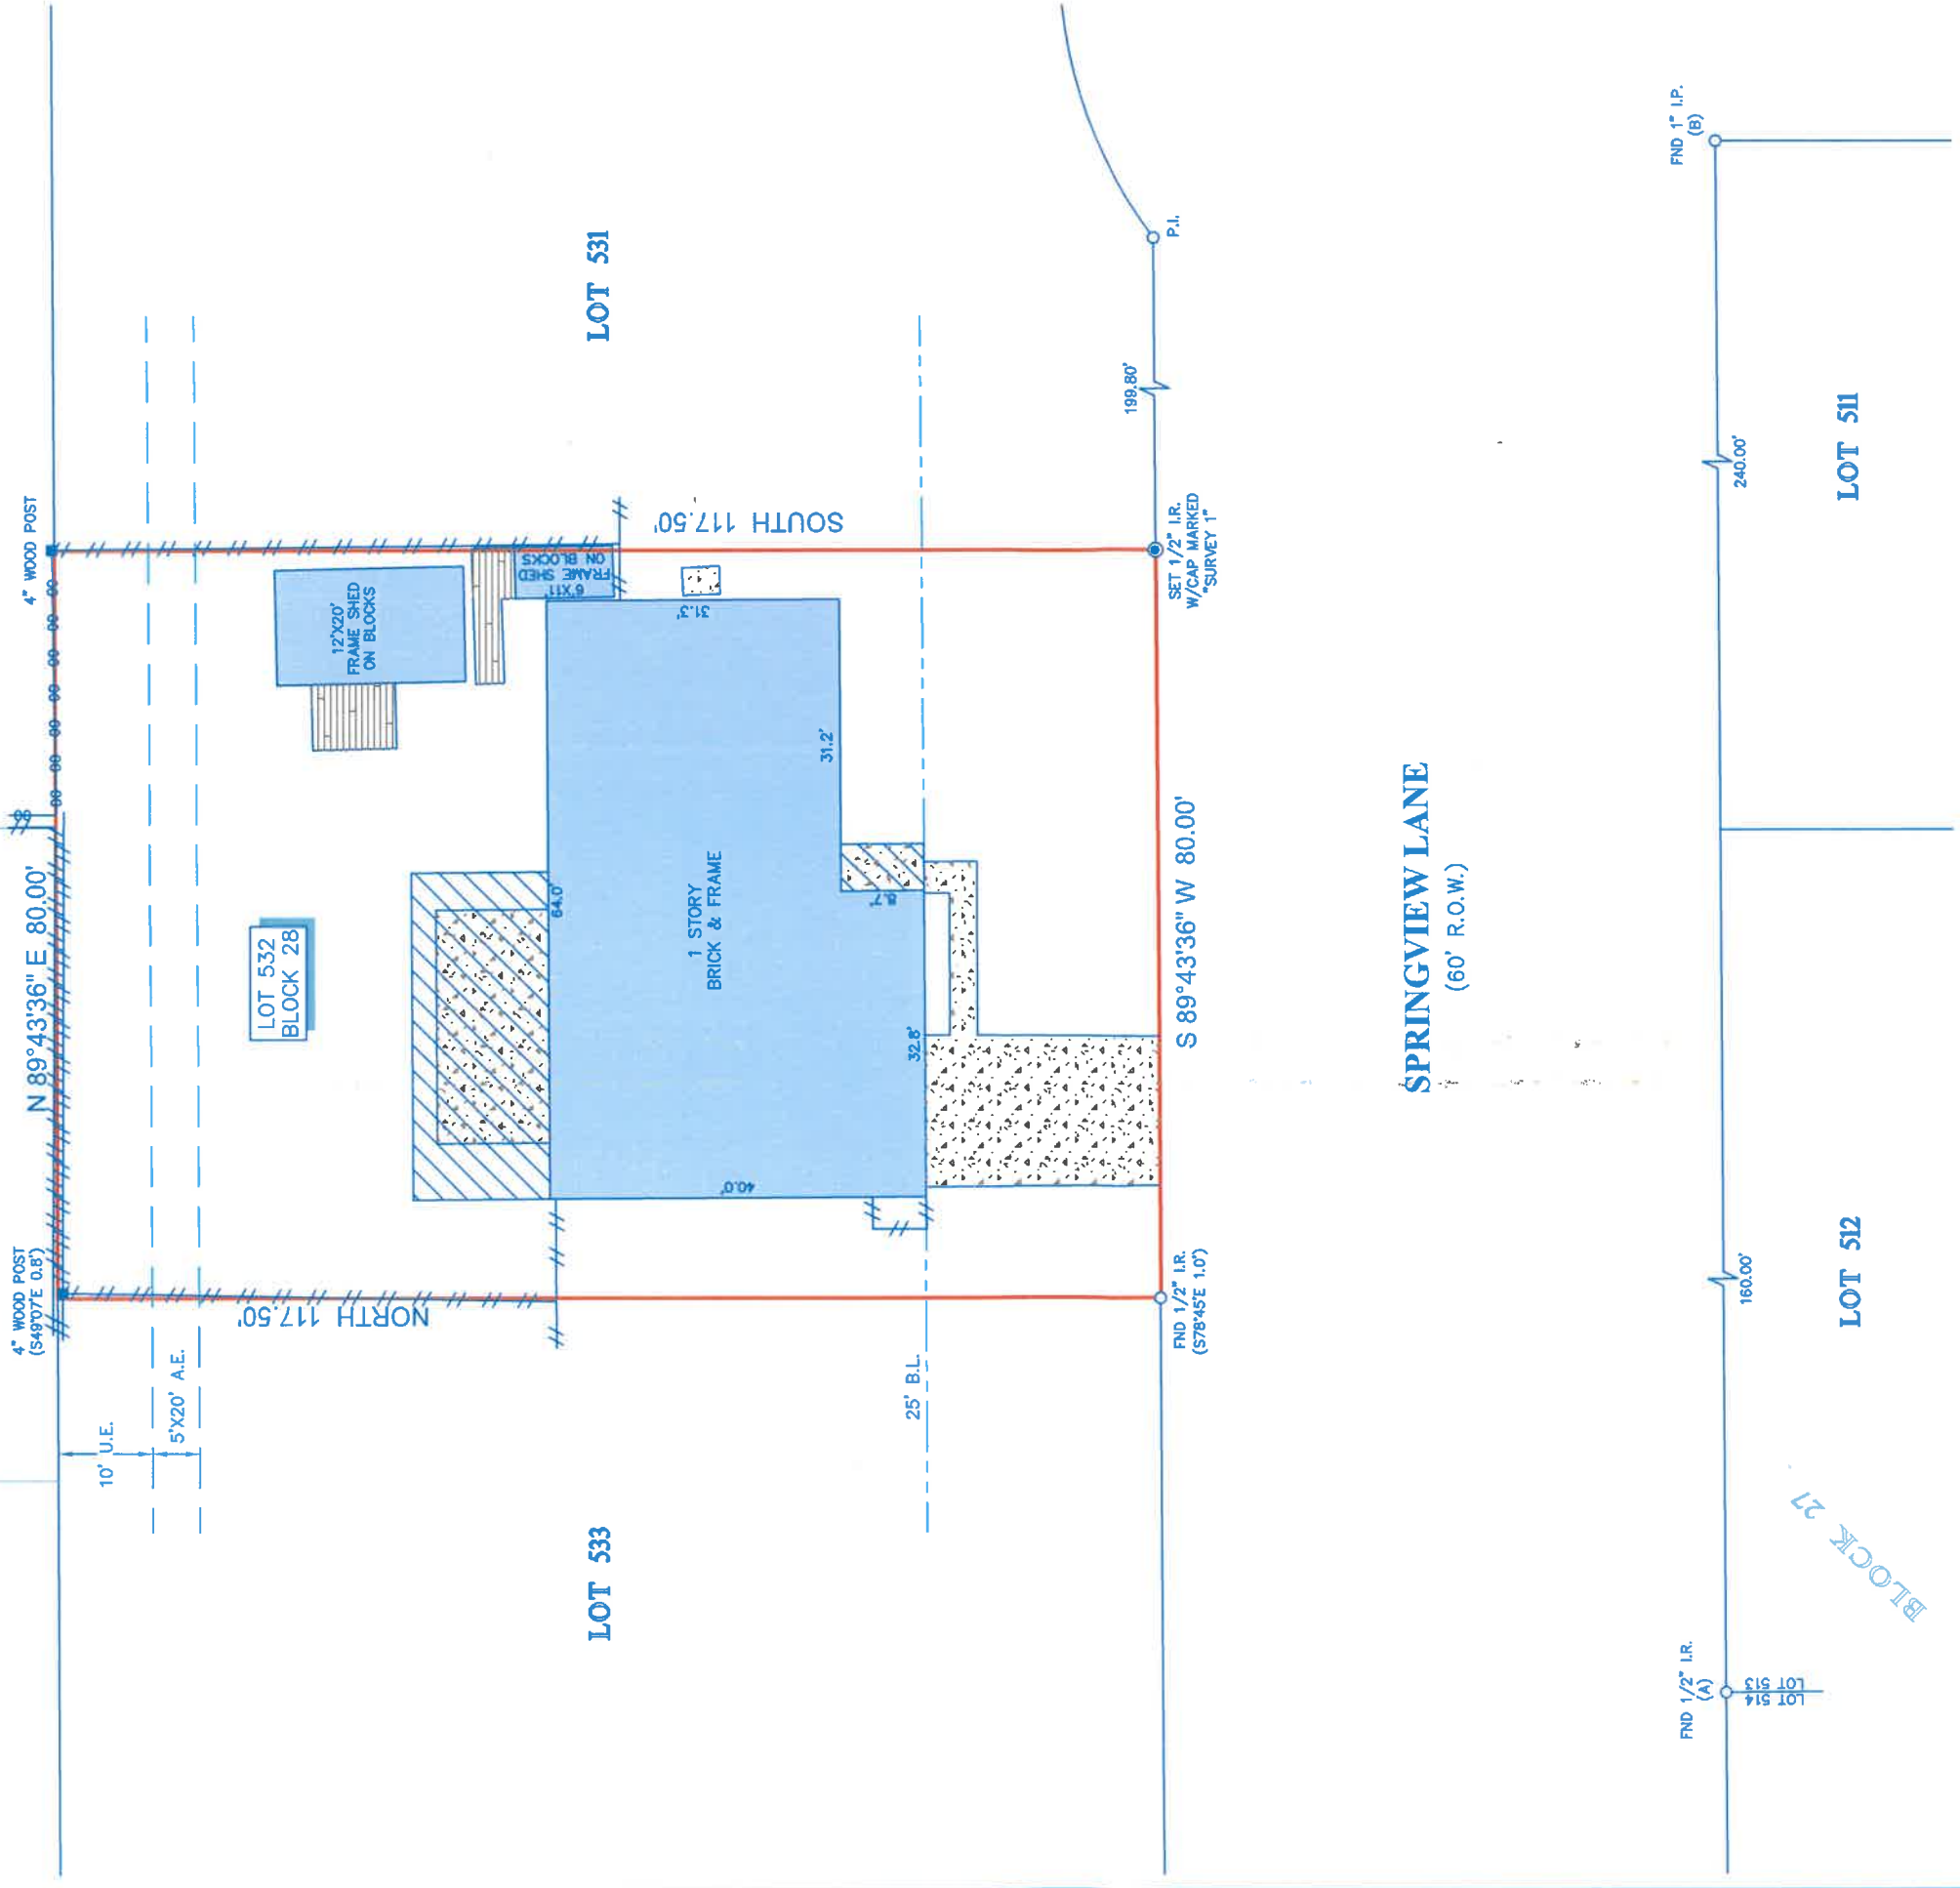 4" WOOD POST
(S49°07'E 0.8')
N 89°43'36" E 80.00'
4" WOOD POST
10' U.E.
5'X20' A.E.
LOT 532
BLOCK 28
12'X20'
FRAME SHED
ON BLOCKS
6'X11'
FRAME SHED
ON BLOCKS
NORTH 117.50'
SOUTH 117.50'
LOT 533
LOT 531
64.0'
1 STORY
BRICK & FRAME
31.3'
40.0'
31.2'
8.7'
32.8'
25' B.L.
FND 1/2" I.R.
(S78°45'E 1.0')
S 89°43'36" W 80.00'
SET 1/2" I.R.
W/CAP MARKED
"SURVEY 1"
199.80'
P.I.
SPRINGVIEW LANE
(60' R.O.W.)
FND 1/2" I.R.
(A)
LOT 514
LOT 513
160.00'
240.00'
FND 1" I.P.
(B)
LOT 512
LOT 511
BLOCK 27